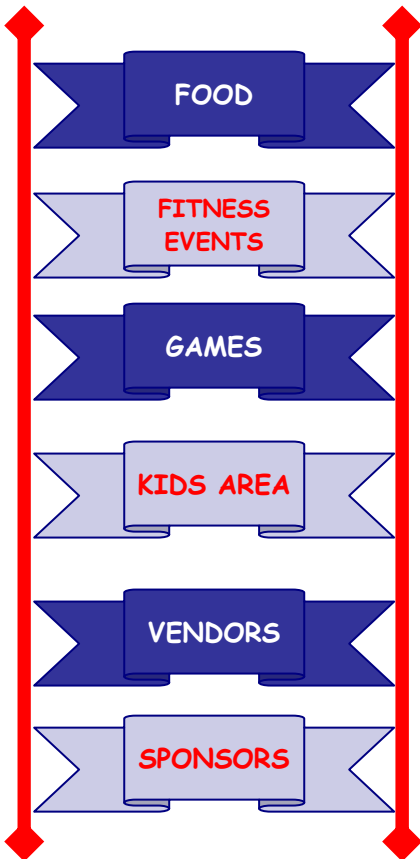 FOOD
FITNESS
EVENTS
GAMES
KIDS AREA
VENDORS
SPONSORS